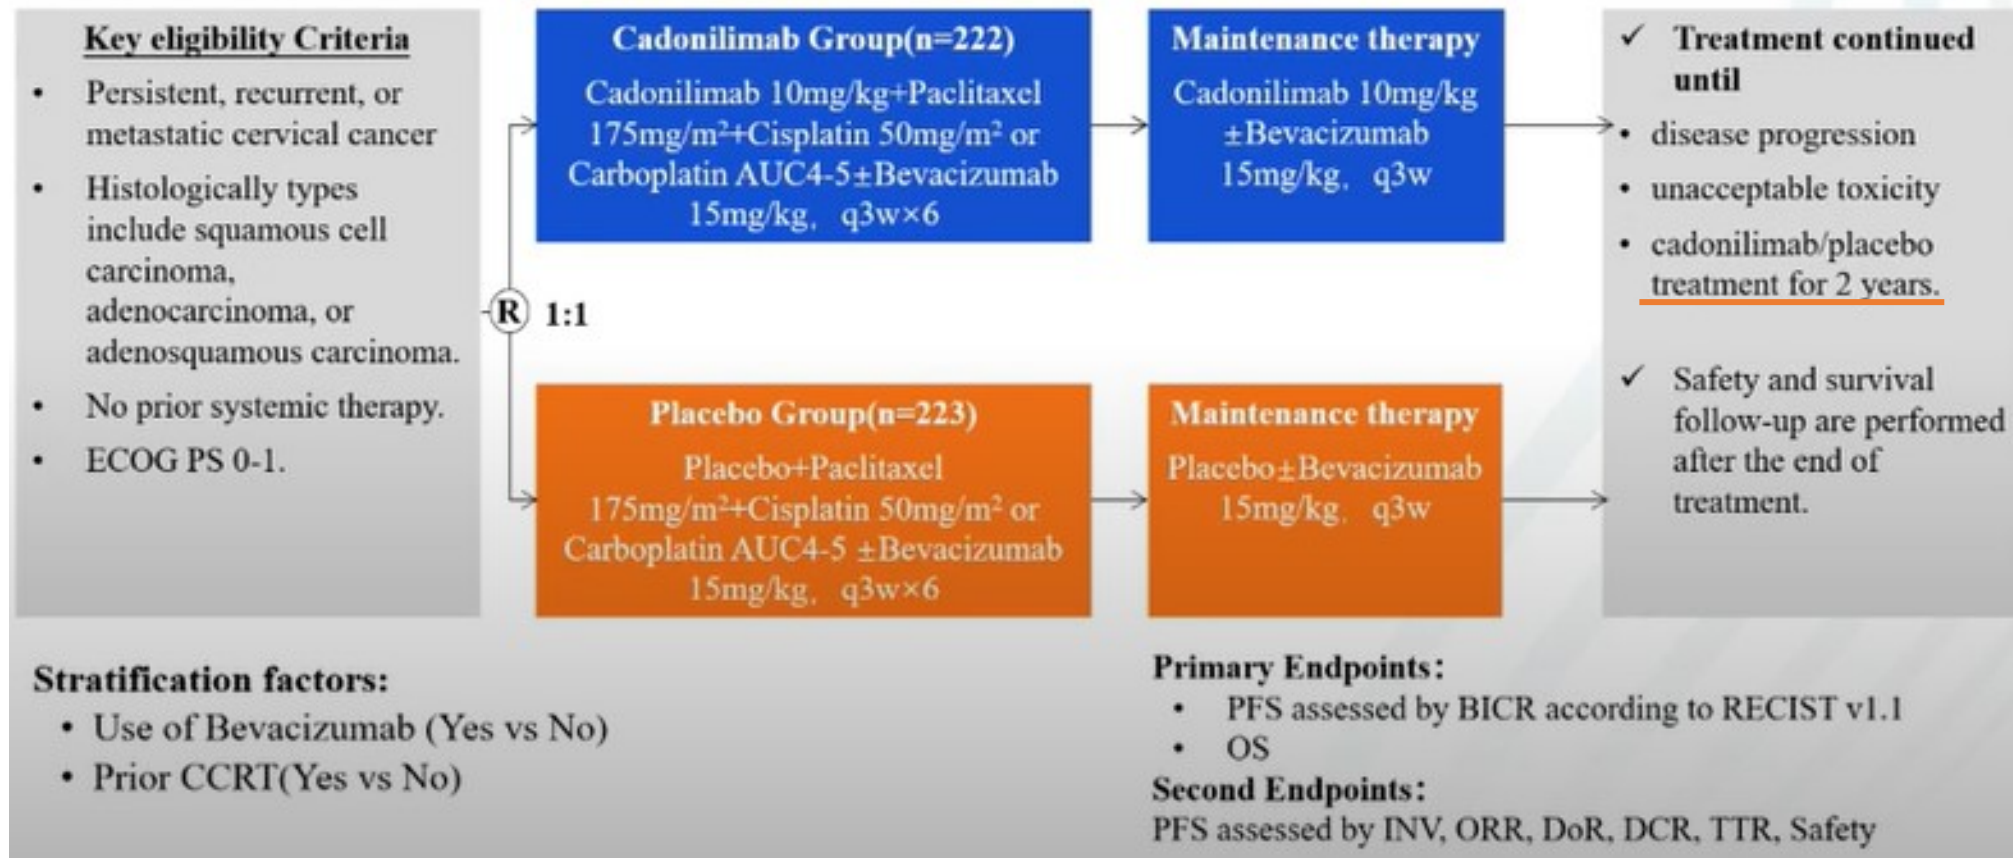 Key eligibility Criteria
• Persistent, recurrent, or
metastatic cervical cancer
• Histologically types
include squamous cell
carcinoma,
adenocarcinoma, or
adenosquamous carcinoma.
• No prior systemic therapy.
• ECOG PS 0-1.
R 1:1
Cadonilimab Group(n=222)
Cadonilimab 10mg/kg+Paclitaxel
175mg/m²+Cisplatin 50mg/m² or
Carboplatin AUC4-5±Bevacizumab
15mg/kg, q3w×6
Maintenance therapy
Cadonilimab 10mg/kg
±Bevacizumab
15mg/kg, q3w
Placebo Group(n=223)
Placebo+Paclitaxel
175mg/m²+Cisplatin 50mg/m² or
Carboplatin AUC4-5 ±Bevacizumab
15mg/kg, q3w×6
Maintenance therapy
Placebo±Bevacizumab
15mg/kg, q3w
✓ Treatment continued
until
• disease progression
• unacceptable toxicity
• cadonilimab/placebo
treatment for 2 years.
✓ Safety and survival
follow-up are performed
after the end of
treatment.
Stratification factors:
• Use of Bevacizumab (Yes vs No)
• Prior CCRT(Yes vs No)
Primary Endpoints:
• PFS assessed by BICR according to RECIST v1.1
• OS
Second Endpoints:
PFS assessed by INV, ORR, DoR, DCR, TTR, Safety